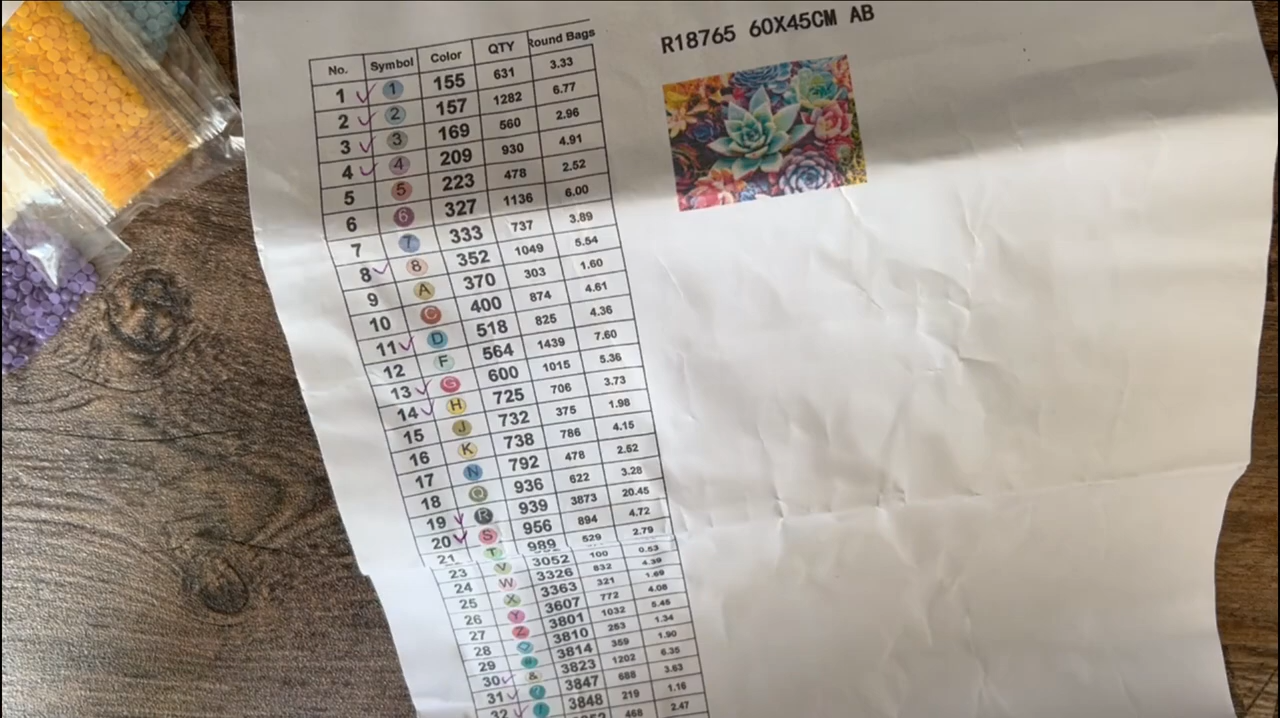 R18765 60X45CM AB
No. Symbol Color QTY Round Bags
1 1 155 631 3.33
2 2 157 1282 6.77
3 3 169 560 2.96
4 4 209 930 4.91
5 5 223 478 2.52
6 6 327 1136 6.00
7 7 333 737 3.89
8 8 352 1049 5.54
9 A 370 303 1.60
10 C 400 874 4.61
11 D 518 825 4.36
12 F 564 1439 7.60
13 G 600 1015 5.36
14 H 725 706 3.73
15 J 732 375 1.98
16 K 738 786 4.15
17 N 792 478 2.52
18 Q 936 622 3.28
19 R 939 3873 20.45
20 S 956 894 4.72
21 T 989 529 2.79
23 V 3052 100 0.53
24 W 3326 832 4.39
25 X 3363 321 1.69
26 Y 3607 772 4.08
27 Z 3801 1032 5.45
28 3810 253 1.34
29 3814 359 1.90
30 & 3823 1202 6.35
31 ? 3847 688 3.63
32 ! 3848 219 1.16
468 2.47